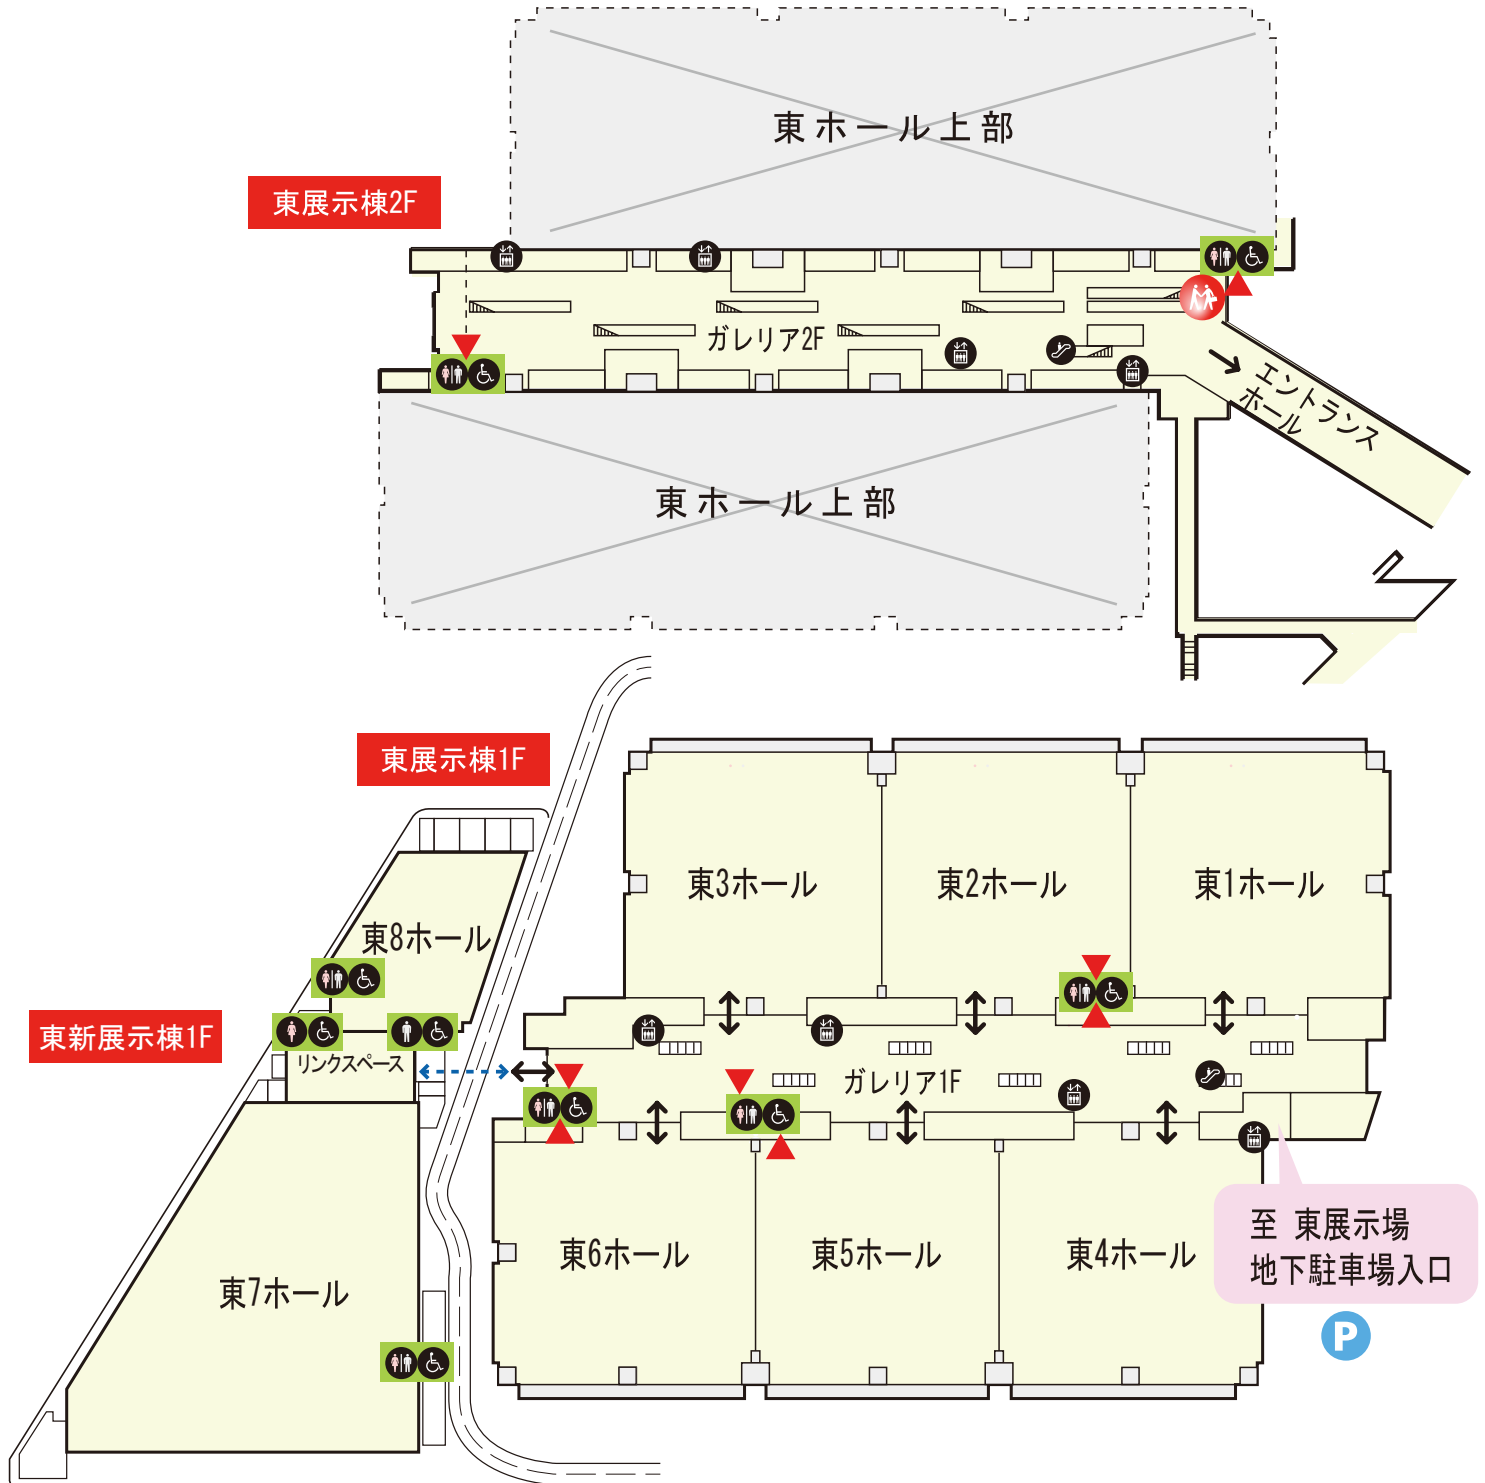 東ホール上部
東展示棟2F
ガレリア2F
エントランス
ホール
東ホール上部
東展示棟1F
東3ホール
東2ホール
東1ホール
東8ホール
東新展示棟1F
リンクスペース
ガレリア1F
東6ホール
東5ホール
東4ホール
至 東展示場
地下駐車場入口
東7ホール
P